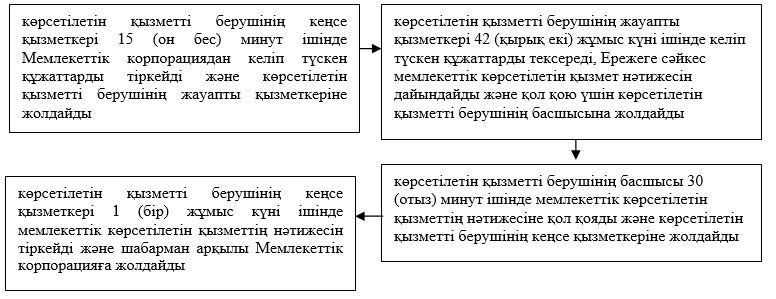 көрсетілетін қызметті берушінің кеңсе
қызметкері 15 (он бес) минут ішінде
Мемлекеттік корпорациядан келіп түскен
құжаттарды тіркейді және көрсетілетін
қызметті берушінің жауапты қызметкеріне
жолдайды
көрсетілетін қызметті берушінің жауапты
қызметкері 42 (қырық екі) жұмыс күні ішінде келіп
түскен құжаттарды тексереді, Ережеге сәйкес
мемлекеттік көрсетілетін қызмет нәтижесін
дайындайды және қол қою үшін көрсетілетін
қызметті берушінің басшысына жолдайды
көрсетілетін қызметті берушінің басшысы 30
(отыз) минут ішінде мемлекеттік көрсетілетін
қызметтің нәтижесіне қол қояды және көрсетілетін
қызметті берушінің кеңсе қызметкеріне жолдайды
көрсетілетін қызметті берушінің кеңсе
қызметкері 1 (бір) жұмыс күні ішінде
мемлекеттік көрсетілетін қызметтің нәтижесін
тіркейді және шабарман арқылы Мемлекеттік
корпорацияға жолдайды